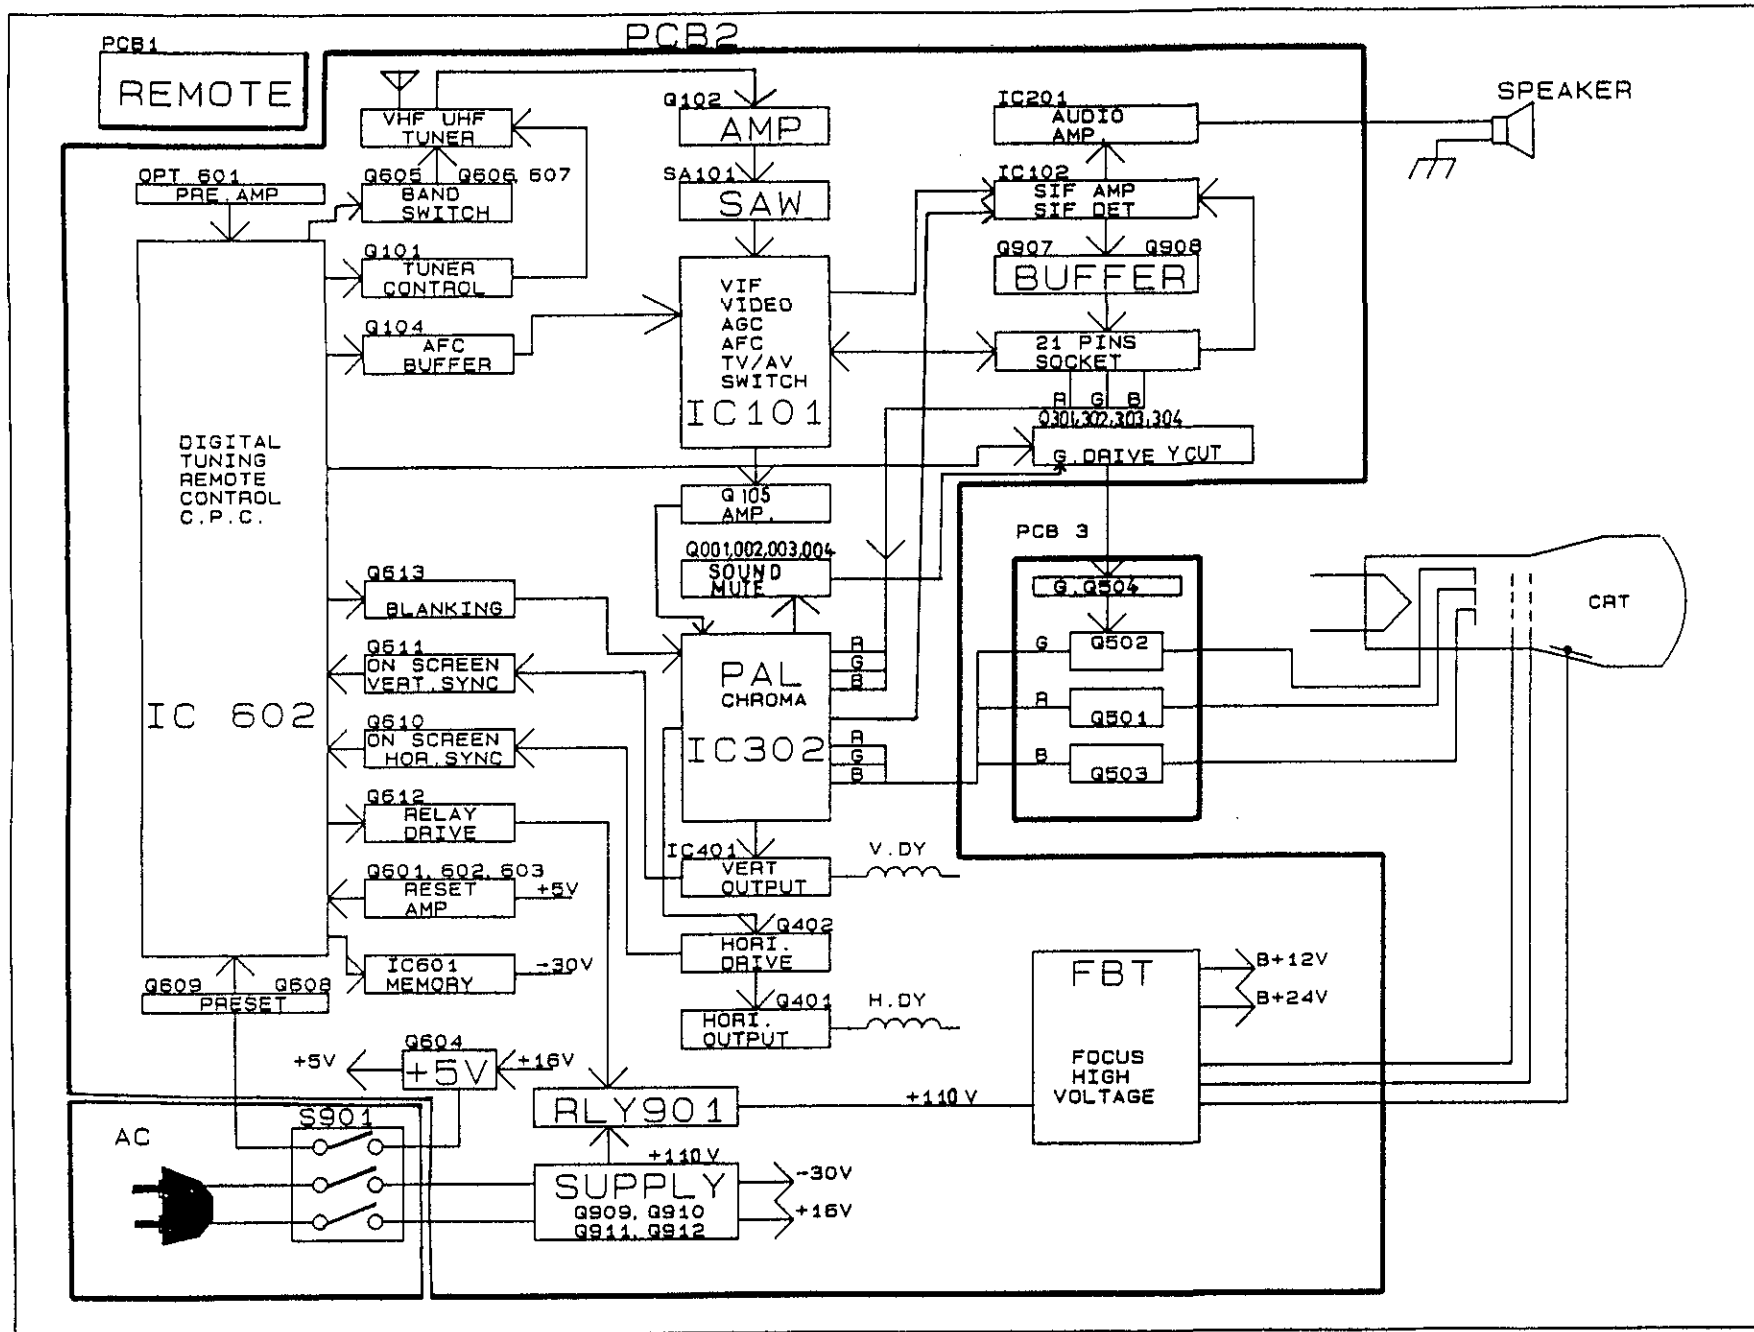 PCB1
REMOTE
PCB2
VHF UHF
TUNER
Q102
AMP
IC201
AUDIO
AMP.
SPEAKER
OPT 601
PRE. AMP
Q605 Q606, 607
BAND
SWITCH
SA101
SAW
IC102
SIF AMP
SIF DET
Q101
TUNER
CONTROL
Q907 Q908
BUFFER
Q104
AFC
BUFFER
VIF
VIDEO
AGC
AFC
TV/AV
SWITCH
IC101
21 PINS
SOCKET
R G B
Q301,302,303,304
G. DRIVE Y CUT
DIGITAL
TUNING
REMOTE
CONTROL
C.P.C.
IC 602
Q105
AMP.
Q001,002,003,004
SOUND
MUTE
PCB 3
G.Q504
CRT
Q613
BLANKING
Q611
ON SCREEN
VERT. SYNC
Q610
ON SCREEN
HOR. SYNC
PAL
CHROMA
IC302
R
G
B
R
G
B
G
Q502
R
Q501
B
Q503
Q612
RELAY
DRIVE
Q601, 602, 603
RESET
AMP
+5V
IC401
VERT
OUTPUT
V.DY
IC601
MEMORY
-30V
Q402
HORI.
DRIVE
Q401
HORI.
OUTPUT
H.DY
FBT
B+12V
B+24V
FOCUS
HIGH
VOLTAGE
Q609 Q608
PRESET
Q604
+5V
+5V
+16V
RLY901
+110V
AC
S901
+110V
SUPPLY
Q909, Q910
Q911, Q912
-30V
+16V